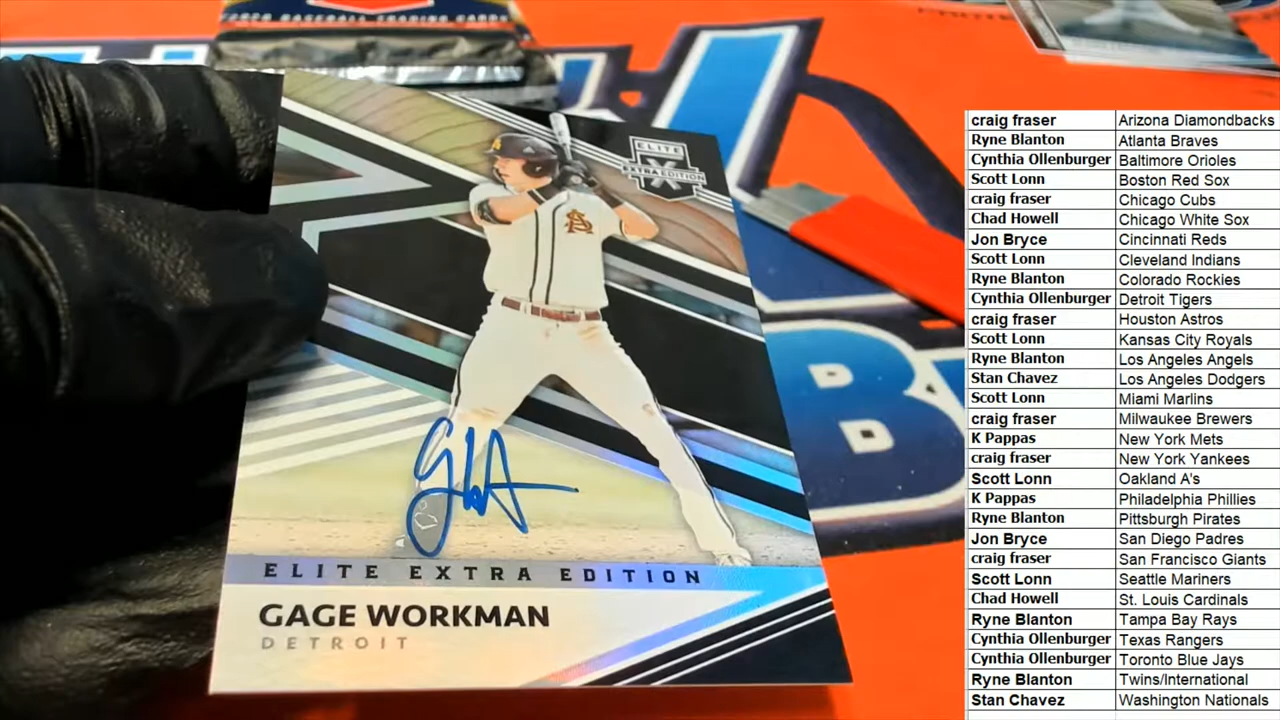 TOPPS BASEBALL TRADING CARDS
ELITE
EXTRA EDITION
X
A
AS
ELITE EXTRA EDITION
GAGE WORKMAN
DETROIT
B
craig fraser Arizona Diamondbacks
Ryne Blanton Atlanta Braves
Cynthia Ollenburger Baltimore Orioles
Scott Lonn Boston Red Sox
craig fraser Chicago Cubs
Chad Howell Chicago White Sox
Jon Bryce Cincinnati Reds
Scott Lonn Cleveland Indians
Ryne Blanton Colorado Rockies
Cynthia Ollenburger Detroit Tigers
craig fraser Houston Astros
Scott Lonn Kansas City Royals
Ryne Blanton Los Angeles Angels
Stan Chavez Los Angeles Dodgers
Scott Lonn Miami Marlins
craig fraser Milwaukee Brewers
K Pappas New York Mets
craig fraser New York Yankees
Scott Lonn Oakland A's
K Pappas Philadelphia Phillies
Ryne Blanton Pittsburgh Pirates
Jon Bryce San Diego Padres
craig fraser San Francisco Giants
Scott Lonn Seattle Mariners
Chad Howell St. Louis Cardinals
Ryne Blanton Tampa Bay Rays
Cynthia Ollenburger Texas Rangers
Cynthia Ollenburger Toronto Blue Jays
Ryne Blanton Twins/International
Stan Chavez Washington Nationals